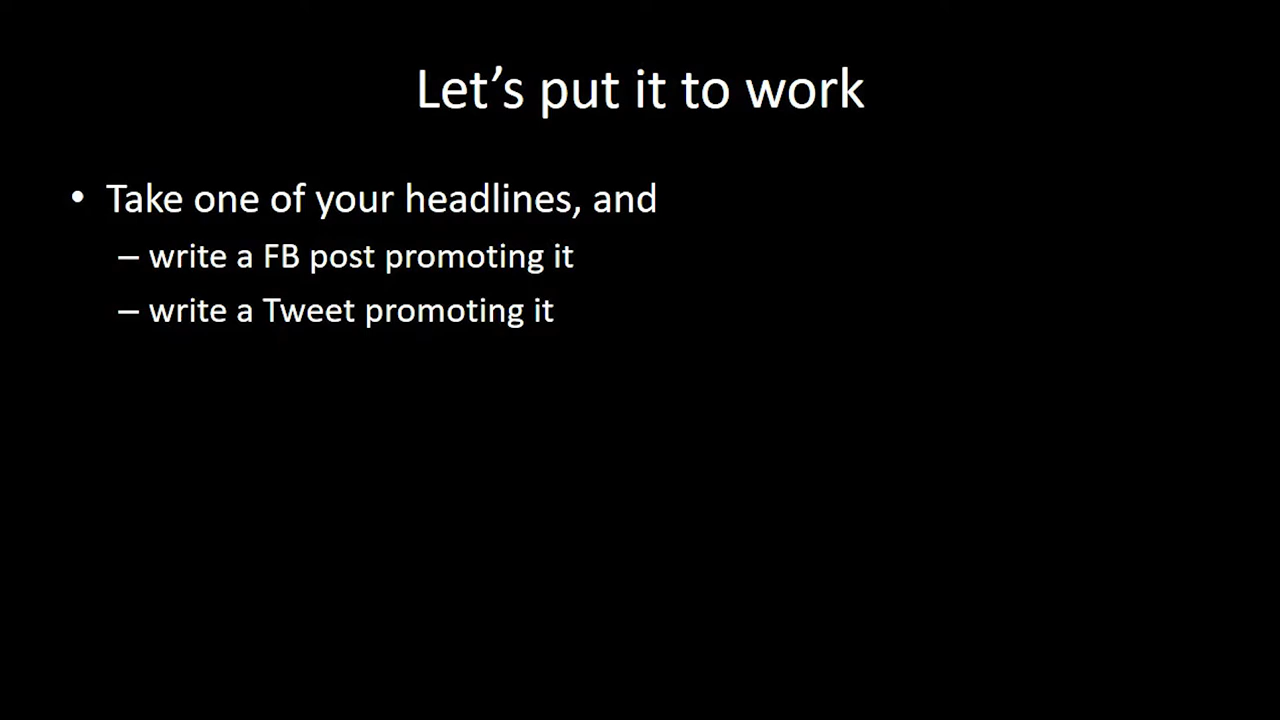 Let’s put it to work
• Take one of your headlines, and
– write a FB post promoting it
– write a Tweet promoting it